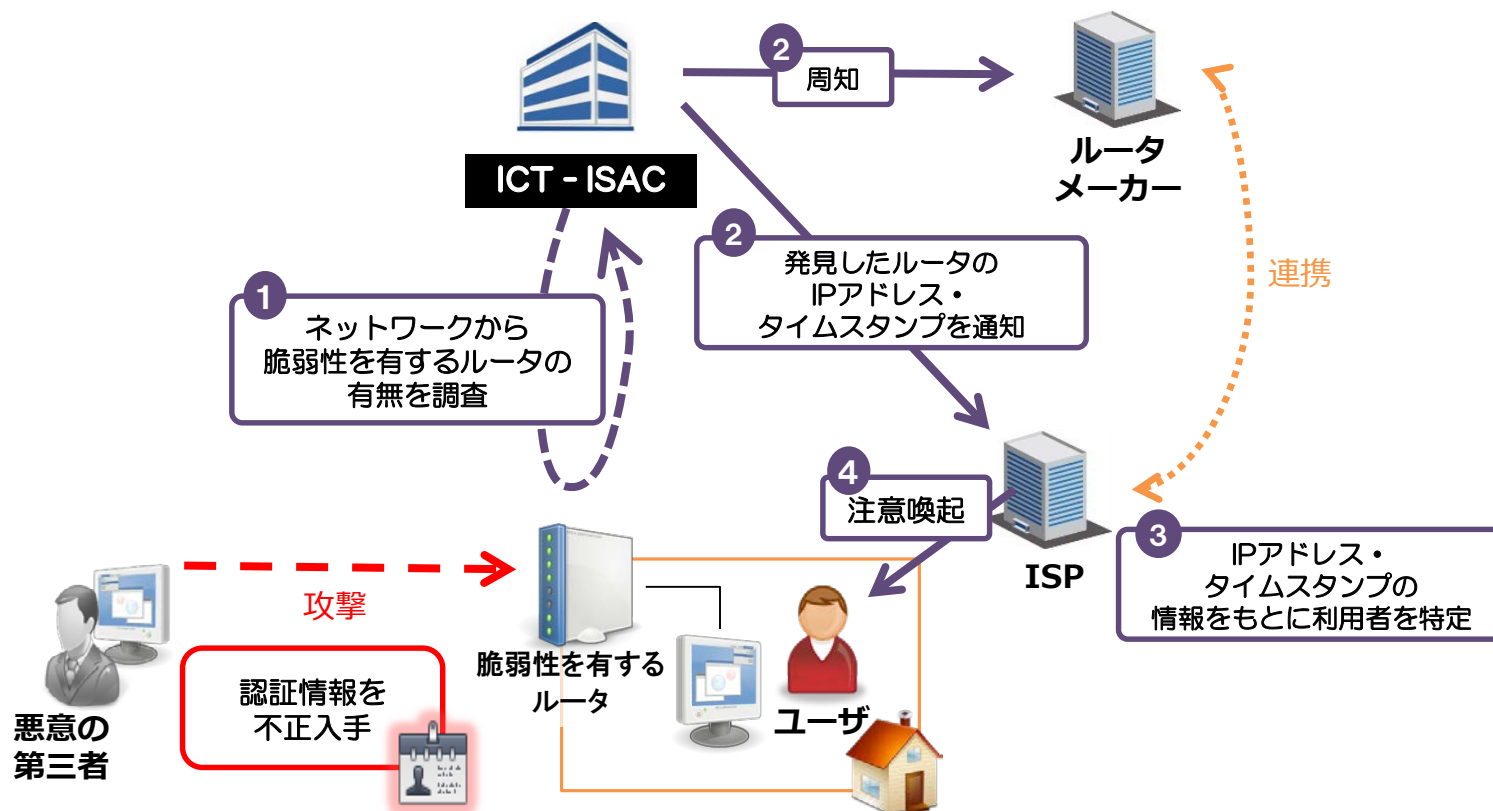 2
周知
ルータ
メーカー
ICT－ISAC
2
発見したルータの
IPアドレス・
タイムスタンプを通知
連携
1
ネットワークから
脆弱性を有するルータの
有無を調査
4
注意喚起
ISP
3
IPアドレス・
タイムスタンプの
情報をもとに利用者を特定
攻撃
脆弱性を有する
ルータ
ユーザ
認証情報を
不正入手
悪意の
第三者